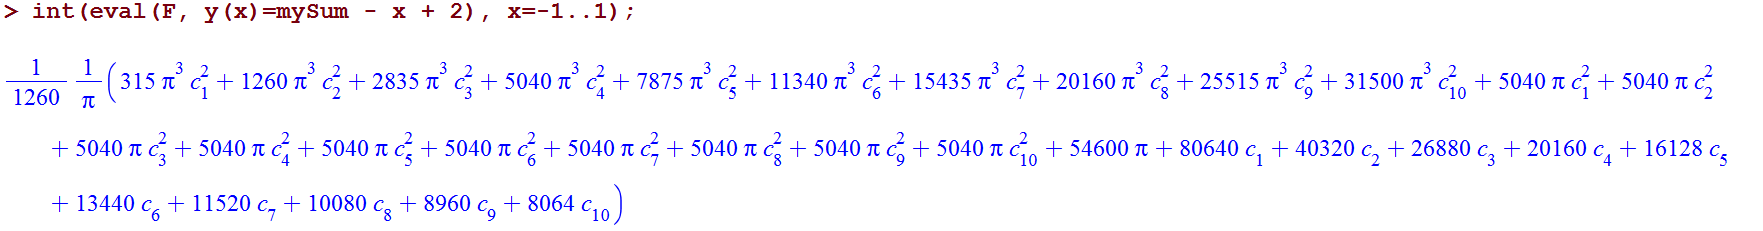 > int(eval(F, y(x)=mySum - x + 2), x=-1..1);
1/1260 1/π (315 π^3 c_1^2 + 1260 π^3 c_2^2 + 2835 π^3 c_3^2 + 5040 π^3 c_4^2 + 7875 π^3 c_5^2 + 11340 π^3 c_6^2 + 15435 π^3 c_7^2 + 20160 π^3 c_8^2 + 25515 π^3 c_9^2 + 31500 π^3 c_10^2 + 5040 π c_1^2 + 5040 π c_2^2
+ 5040 π c_3^2 + 5040 π c_4^2 + 5040 π c_5^2 + 5040 π c_6^2 + 5040 π c_7^2 + 5040 π c_8^2 + 5040 π c_9^2 + 5040 π c_10^2 + 54600 π + 80640 c_1 + 40320 c_2 + 26880 c_3 + 20160 c_4 + 16128 c_5
+ 13440 c_6 + 11520 c_7 + 10080 c_8 + 8960 c_9 + 8064 c_10)